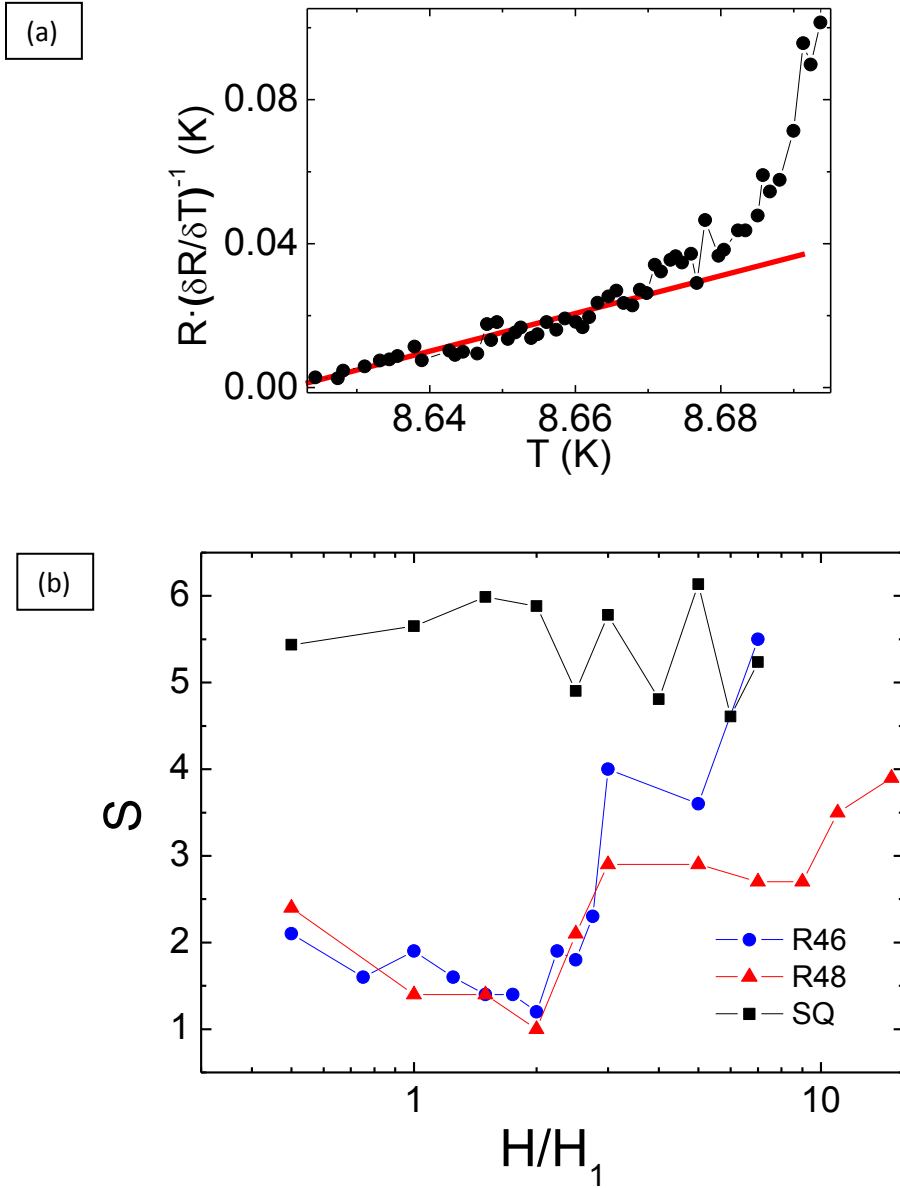 (a)
R·(δR/δT)⁻¹ (K)
0.08
0.04
0.00
8.64 8.66 8.68
T (K)
(b)
S
6
5
4
3
2
1
R46
R48
SQ
1 10
H/H₁